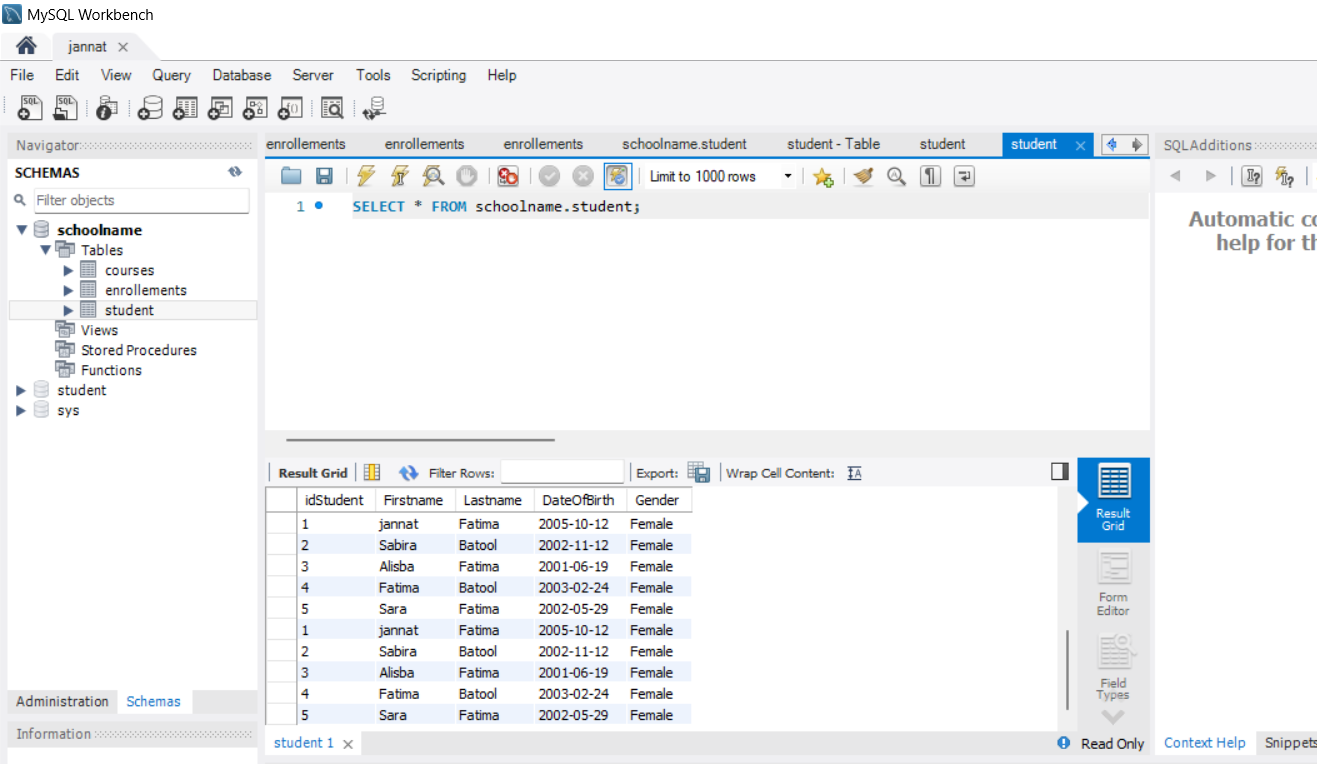 MySQL Workbench
jannat
File Edit View Query Database Server Tools Scripting Help
Navigator
SCHEMAS
Filter objects
schoolname
Tables
courses
enrollements
student
Views
Stored Procedures
Functions
student
sys
Administration Schemas
Information
enrollements enrollements enrollements schoolname.student student - Table student student
Limit to 1000 rows
1 SELECT * FROM schoolname.student;
Result Grid Filter Rows: Export: Wrap Cell Content:
idStudent Firstname Lastname DateOfBirth Gender
1 jannat Fatima 2005-10-12 Female
2 Sabira Batool 2002-11-12 Female
3 Alisba Fatima 2001-06-19 Female
4 Fatima Batool 2003-02-24 Female
5 Sara Fatima 2002-05-29 Female
1 jannat Fatima 2005-10-12 Female
2 Sabira Batool 2002-11-12 Female
3 Alisba Fatima 2001-06-19 Female
4 Fatima Batool 2003-02-24 Female
5 Sara Fatima 2002-05-29 Female
Result
Grid
Form
Editor
Field
Types
student 1
Read Only
SQLAdditions
Automatic co
help for th
Context Help Snippets